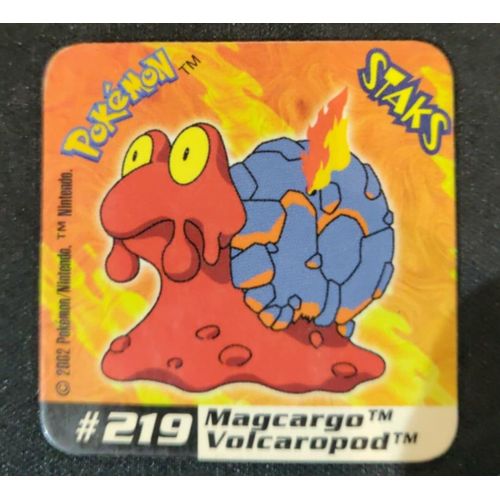 Pokémon™
STAKS
© 2002 Pokémon/Nintendo. ™ Nintendo.
#219
Magcargo™
Volcaropod™